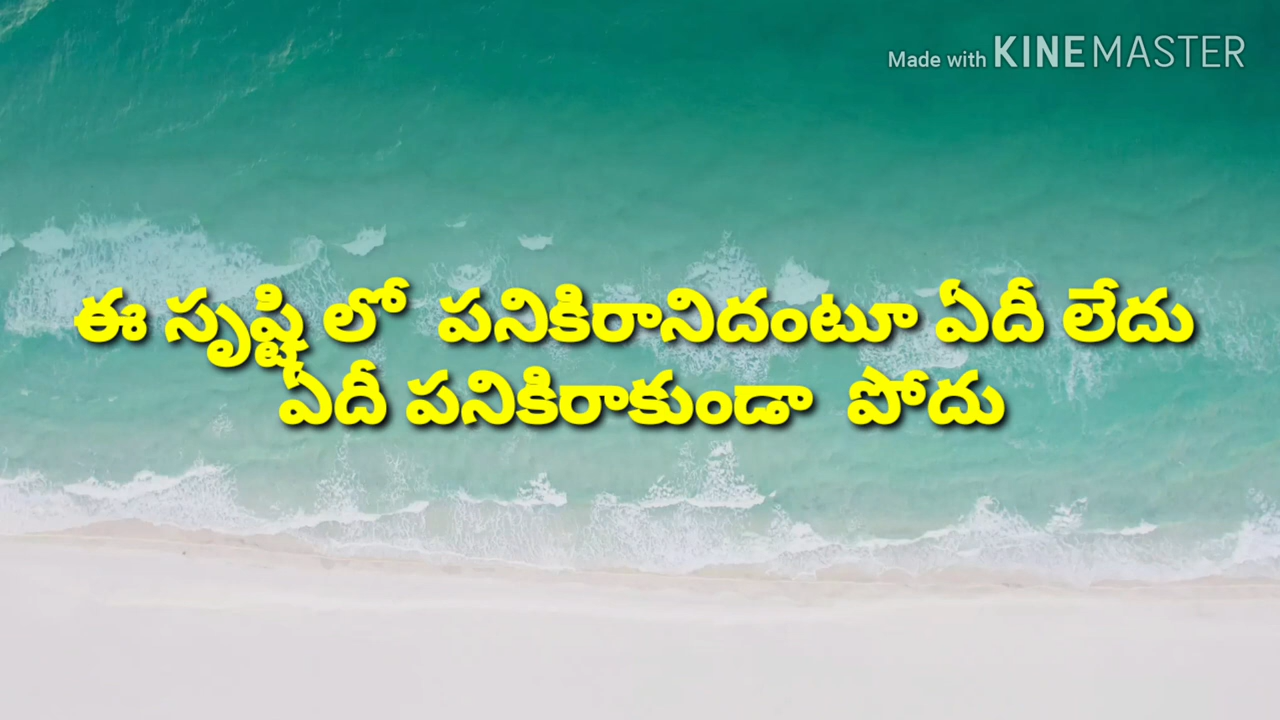 Made with KINEMASTER
ఈ సృష్టి లో పనికిరానిదంటూ ఏదీ లేదు
ఏదీ పనికిరాకుండా పోదు